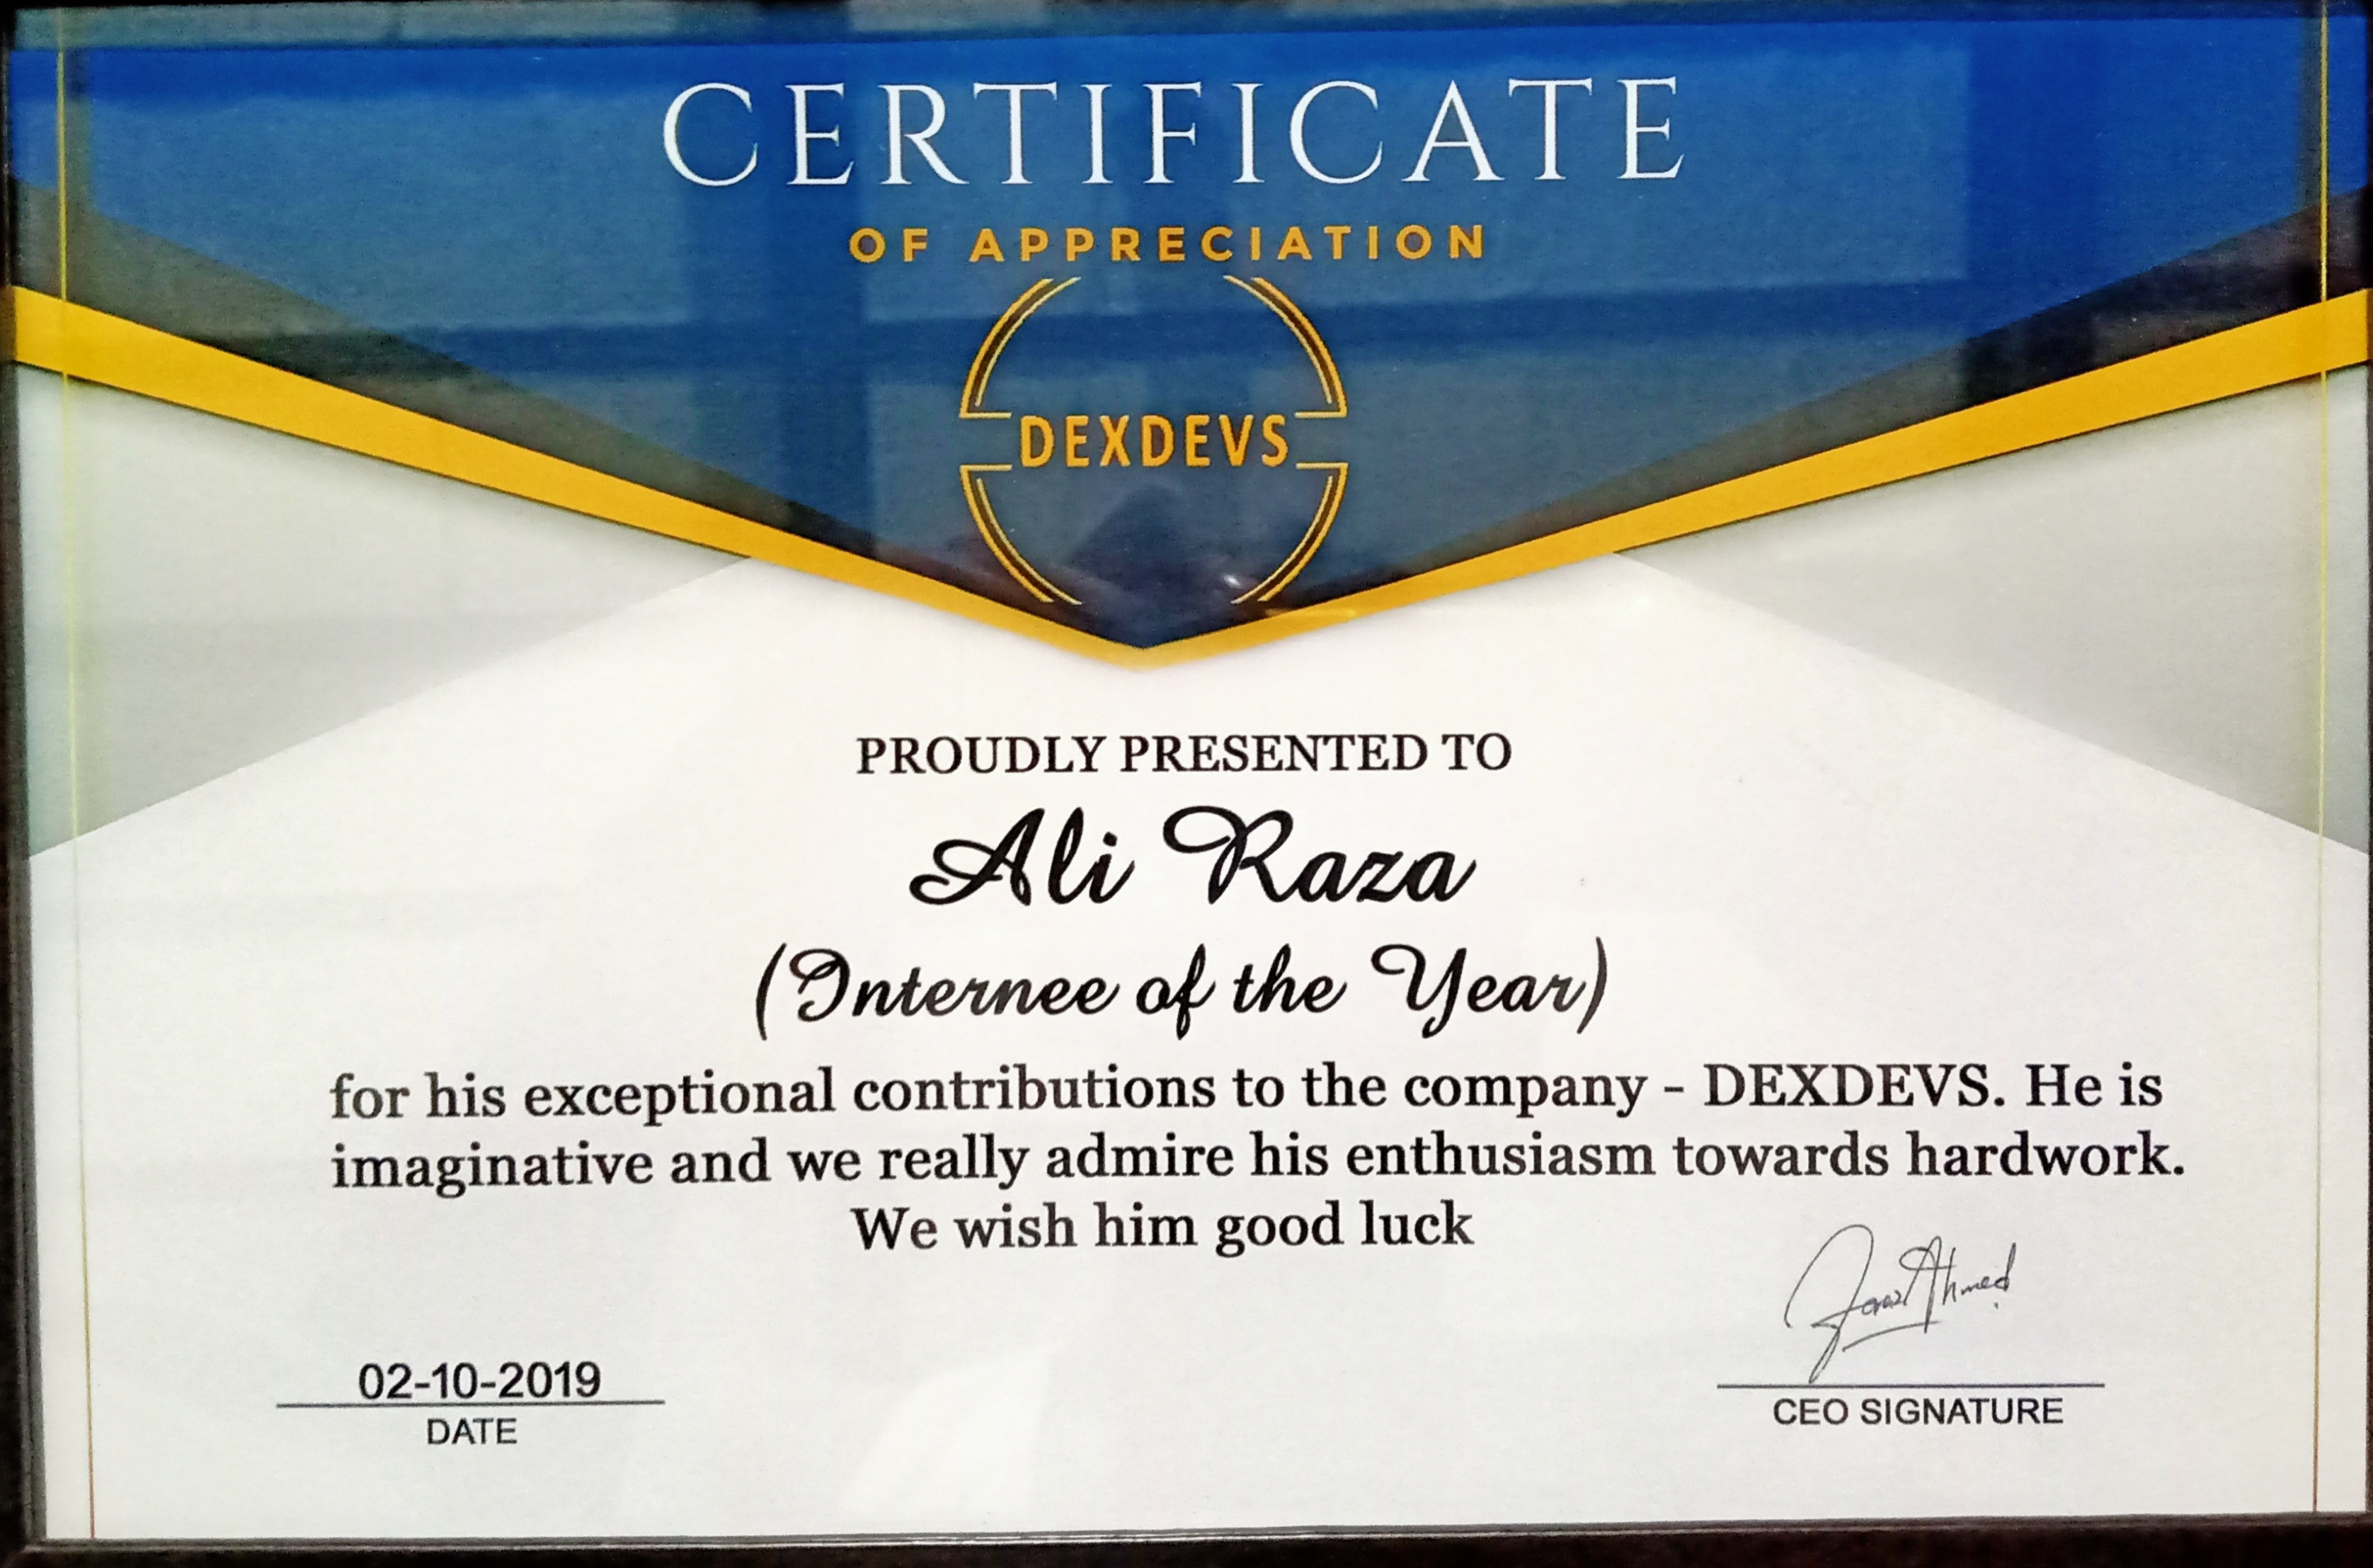 CERTIFICATE
OF APPRECIATION
DEXDEVS
PROUDLY PRESENTED TO
Ali Raza
(Internee of the Year)
for his exceptional contributions to the company - DEXDEVS. He is
imaginative and we really admire his enthusiasm towards hardwork.
We wish him good luck
Ahmed
02-10-2019
DATE
CEO SIGNATURE